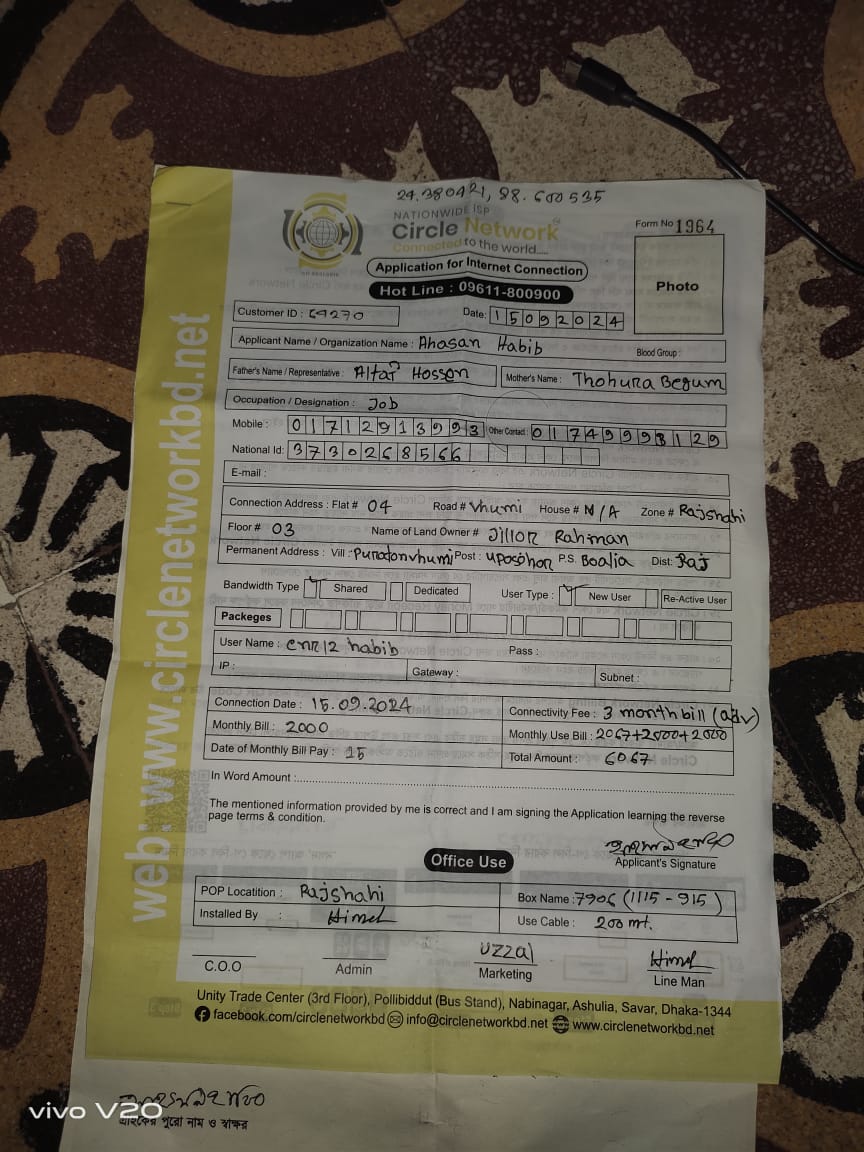 24.380421, 88.600535
NATIONWIDE ISP
Circle Network
Connected to the world.....
Form No 1964
Application for Internet Connection
Hot Line : 09611-800900
Photo
Customer ID : 69270
Date: 15092024
Applicant Name / Organization Name : Ahasan Habib Blood Group :
Father's Name / Representative : Altaf Hossen Mother's Name : Thohura Begum
Occupation / Designation : Job
Mobile : 01712913993 Other Contact : 01749998129
National Id: 3730268566
E-mail :
Connection Address : Flat # 04 Road # Vhumi House # N/A Zone # Rajshahi
Floor # 03 Name of Land Owner # Jillor Rahman
Permanent Address : Vill : Puratonvhumi Post : Uposohor P.S. Boalia Dist: Raj
Bandwidth Type Shared Dedicated User Type : New User Re-Active User
Packeges
User Name : cnr12 habib Pass :
IP : Gateway : Subnet :
Connection Date : 15.09.2024 Connectivity Fee : 3 month bill (adv)
Monthly Bill : 2000 Monthly Use Bill : 2067+2000+2000
Date of Monthly Bill Pay : 15 Total Amount : 6067
In Word Amount :
The mentioned information provided by me is correct and I am signing the Application learning the reverse
page terms & condition.
Applicant's Signature
Office Use
POP Locatition : Rajshahi Box Name : 7906 (1115 - 915)
Installed By : Himel Use Cable : 200 mt.
Uzzal Himel
C.O.O Admin Marketing Line Man
Unity Trade Center (3rd Floor), Pollibiddut (Bus Stand), Nabinagar, Ashulia, Savar, Dhaka-1344
facebook.com/circlenetworkbd info@circlenetworkbd.net www.circlenetworkbd.net
web: www.circlenetworkbd.net
গ্রাহকের পুরো নাম ও স্বাক্ষর
vivo V20